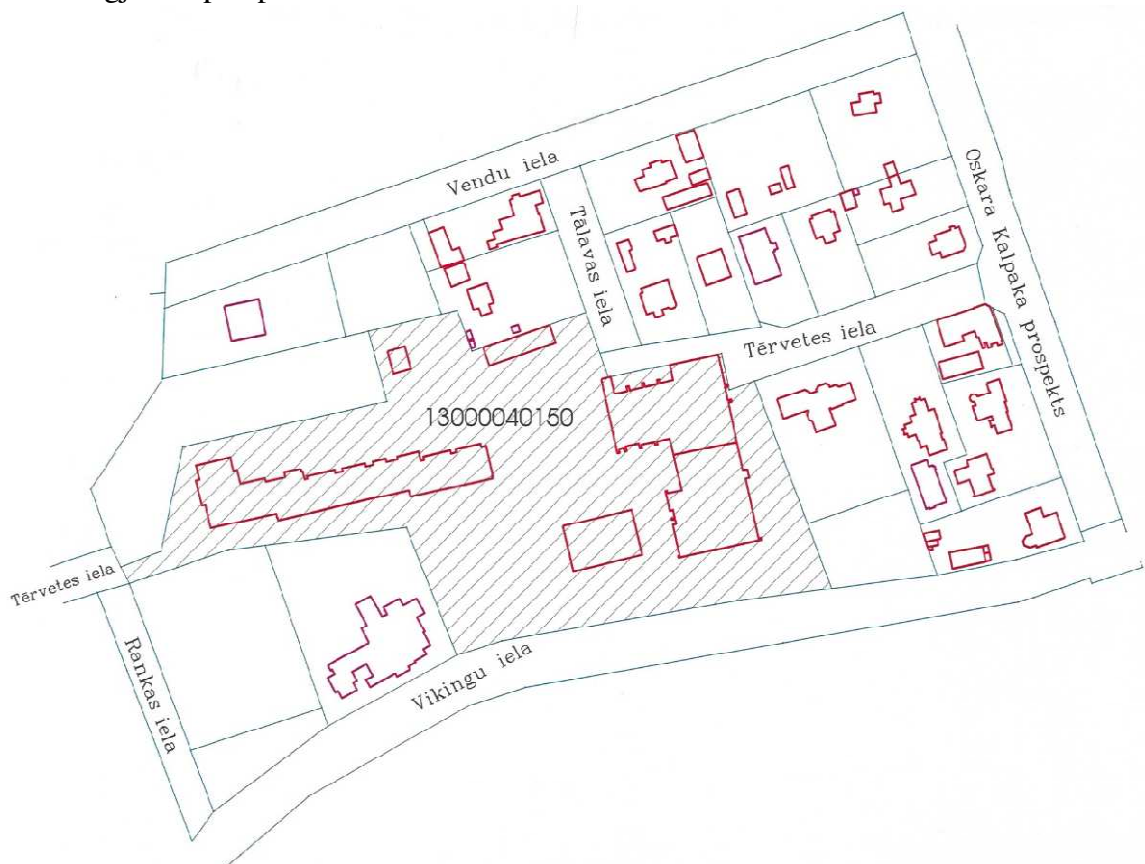 Vendu iela
Oskara Kalpaka prospekts
Tālavas iela
Tērvetes iela
13000040150
Tērvetes iela
Rankas iela
Vikingu iela